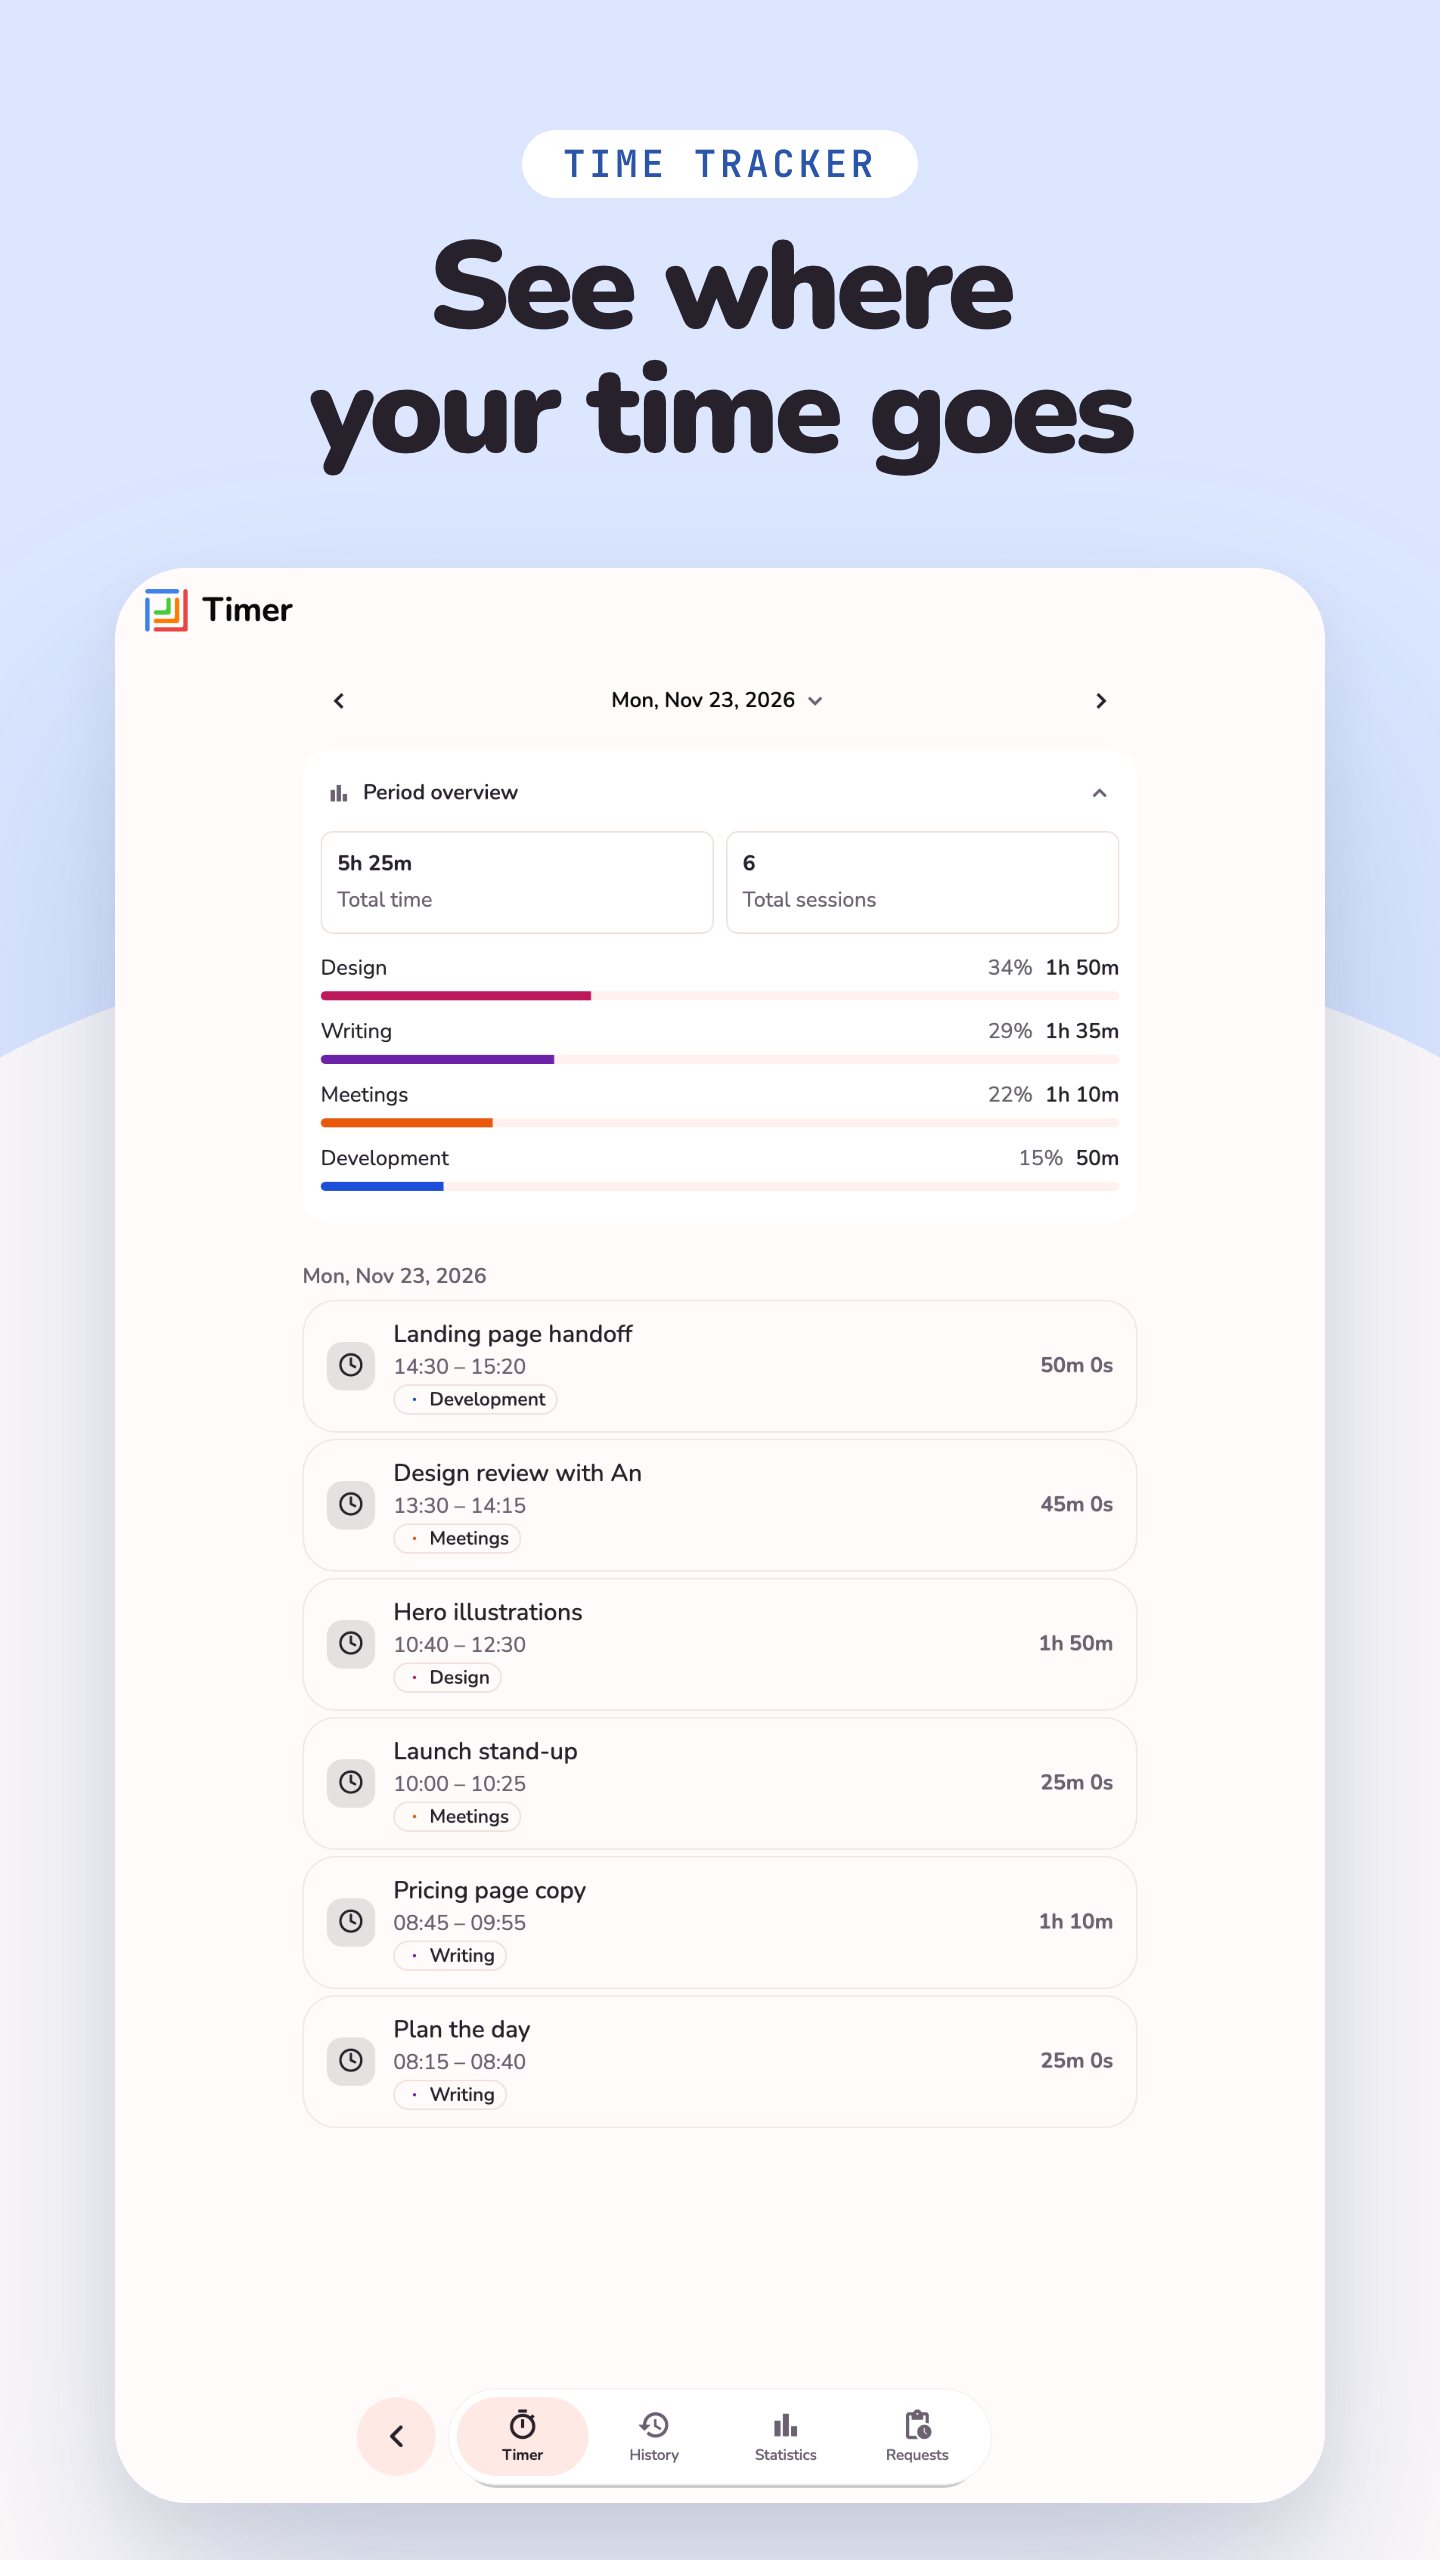 TIME TRACKER
See where
your time goes
Timer
Mon, Nov 23, 2026
Period overview
5h 25m
Total time
6
Total sessions
Design 34% 1h 50m
Writing 29% 1h 35m
Meetings 22% 1h 10m
Development 15% 50m
Mon, Nov 23, 2026
Landing page handoff
14:30 – 15:20
50m 0s
Development
Design review with An
13:30 – 14:15
45m 0s
Meetings
Hero illustrations
10:40 – 12:30
1h 50m
Design
Launch stand-up
10:00 – 10:25
25m 0s
Meetings
Pricing page copy
08:45 – 09:55
1h 10m
Writing
Plan the day
08:15 – 08:40
25m 0s
Writing
Timer History Statistics Requests